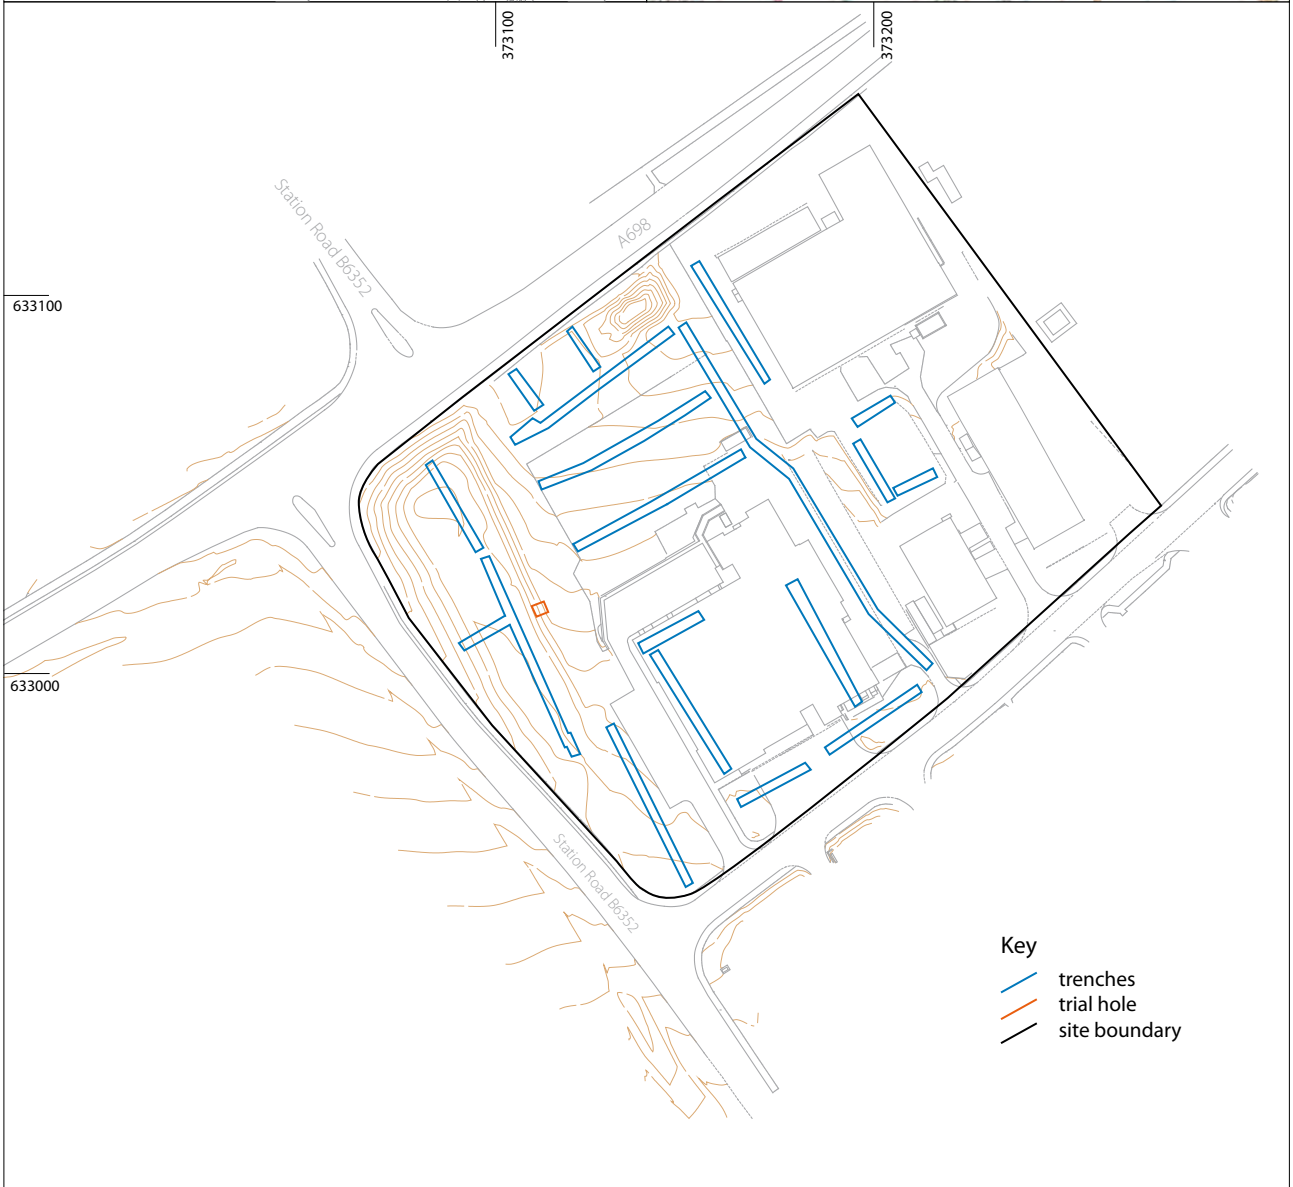 373100
373200
Station Road B6352
A698
633100
633000
Station Road B6352
Key
trenches
trial hole
site boundary